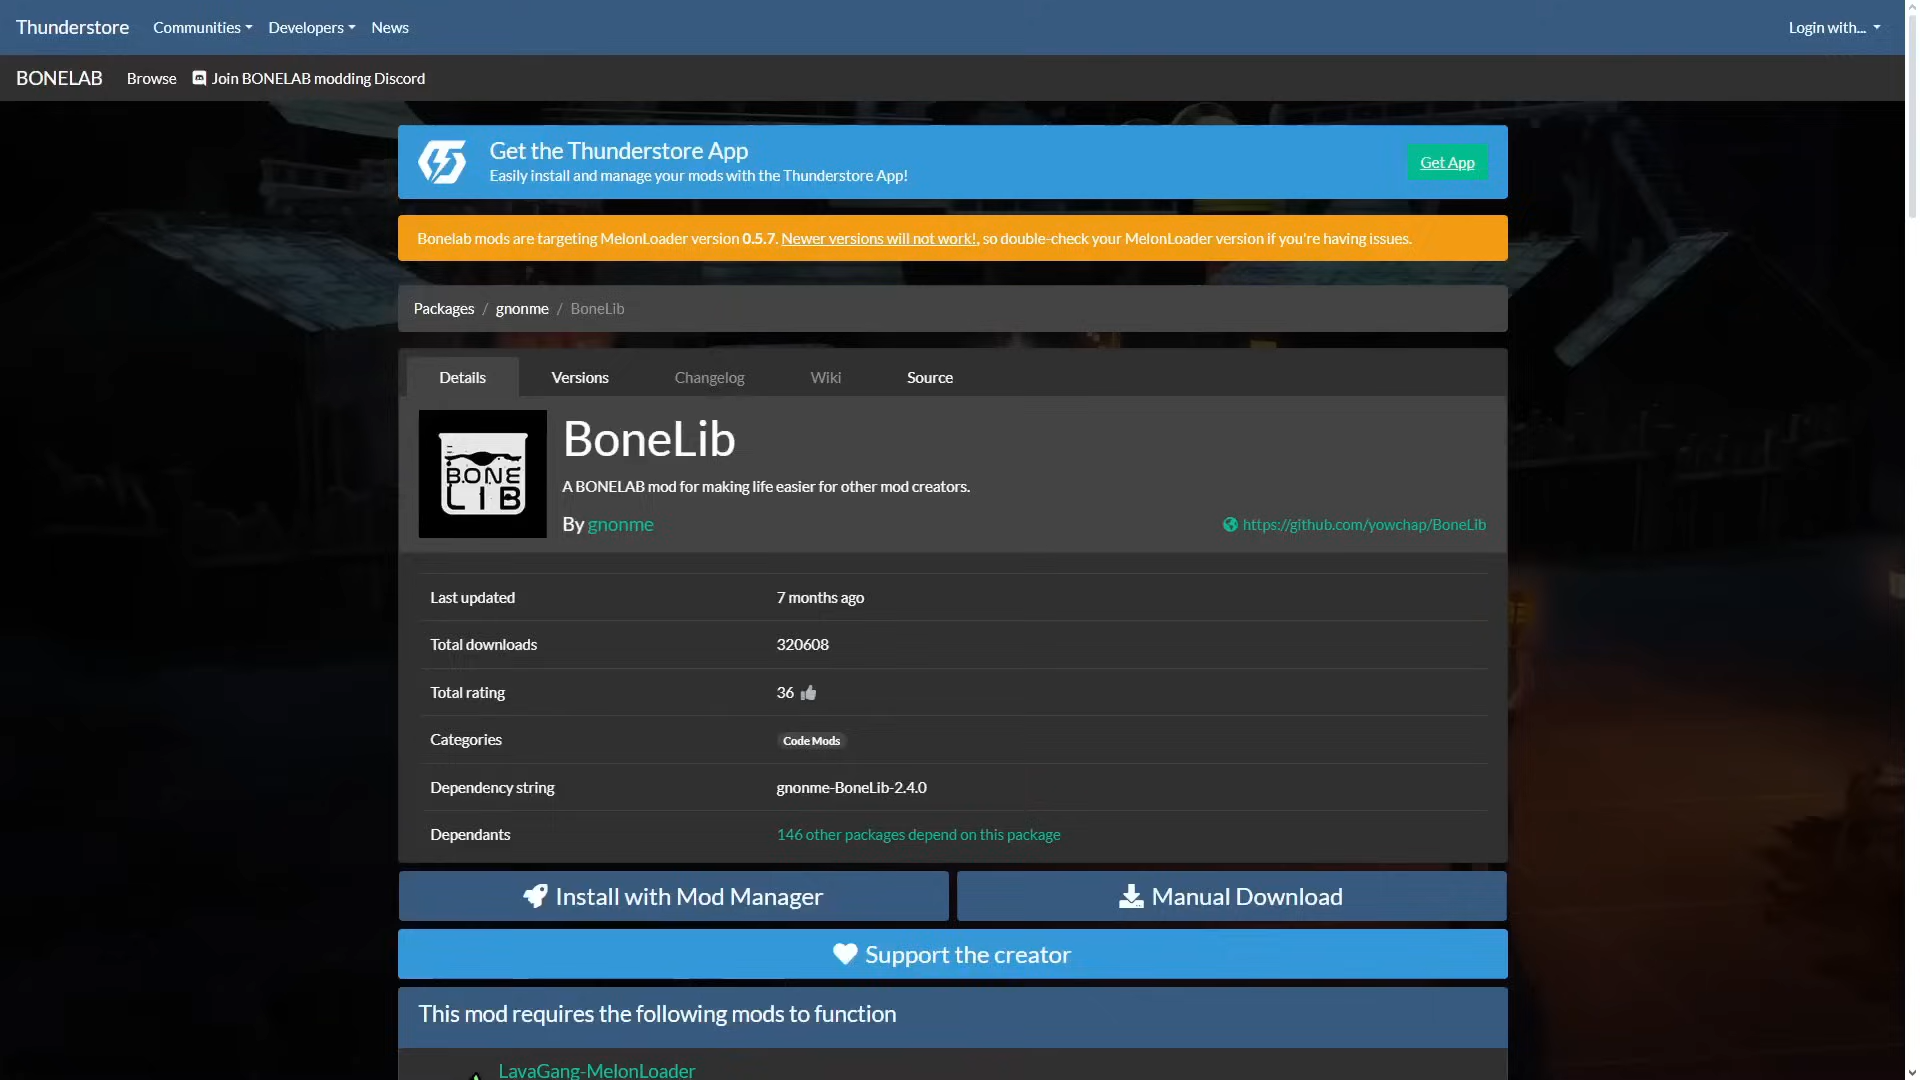 Thunderstore Communities Developers News Login with...
BONELAB Browse Join BONELAB modding Discord
Get the Thunderstore App
Easily install and manage your mods with the Thunderstore App!
Get App
Bonelab mods are targeting MelonLoader version 0.5.7. Newer versions will not work!, so double-check your MelonLoader version if you're having issues.
Packages / gnonme / BoneLib
Details Versions Changelog Wiki Source
BONE
LIB
BoneLib
A BONELAB mod for making life easier for other mod creators.
By gnonme
https://github.com/yowchap/BoneLib
Last updated 7 months ago
Total downloads 320608
Total rating 36
Categories Code Mods
Dependency string gnonme-BoneLib-2.4.0
Dependants 146 other packages depend on this package
Install with Mod Manager Manual Download
Support the creator
This mod requires the following mods to function
LavaGang-MelonLoader